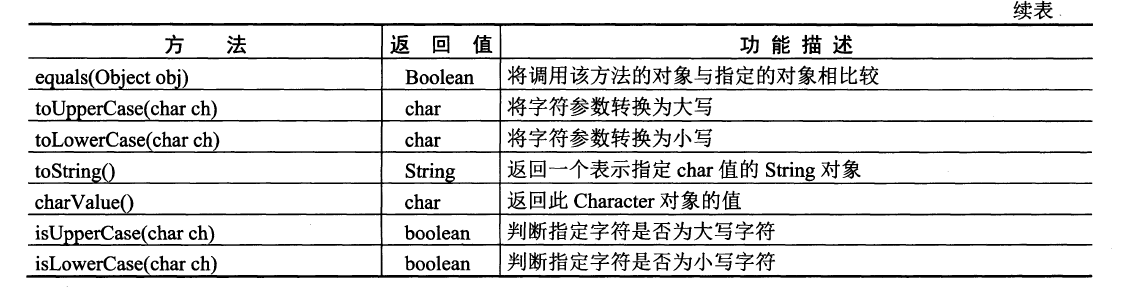 续表
方 法 返 回 值 功 能 描 述
equals(Object obj) Boolean 将调用该方法的对象与指定的对象相比较
toUpperCase(char ch) char 将字符参数转换为大写
toLowerCase(char ch) char 将字符参数转换为小写
toString() String 返回一个表示指定 char 值的 String 对象
charValue() char 返回此 Character 对象的值
isUpperCase(char ch) boolean 判断指定字符是否为大写字符
isLowerCase(char ch) boolean 判断指定字符是否为小写字符